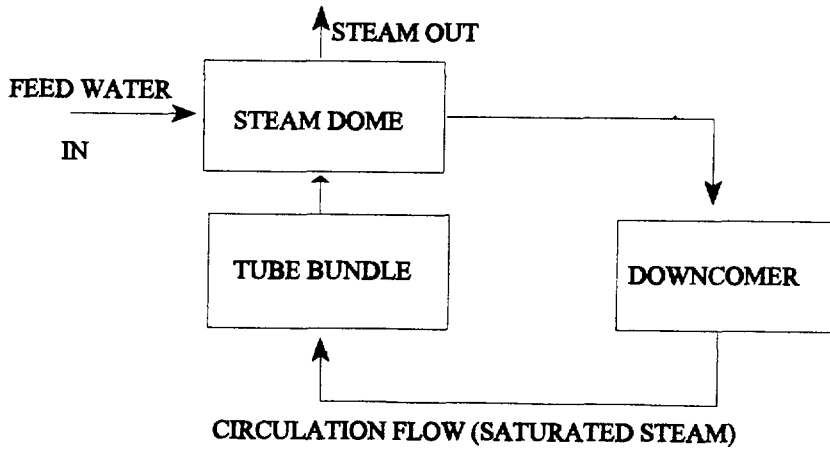 STEAM OUT
FEED WATER
IN
STEAM DOME
TUBE BUNDLE
DOWNCOMER
CIRCULATION FLOW (SATURATED STEAM)